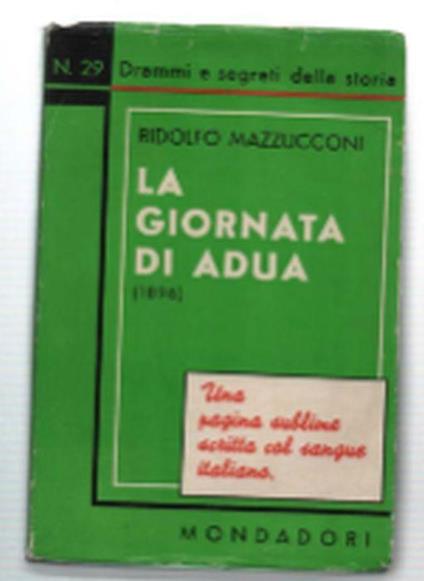 N. 29 Drammi e segreti della storia
RIDOLFO MAZZUCCONI
LA
GIORNATA
DI ADUA
(1896)
Una
pagina sublime
scritta col sangue
italiano.
MONDADORI